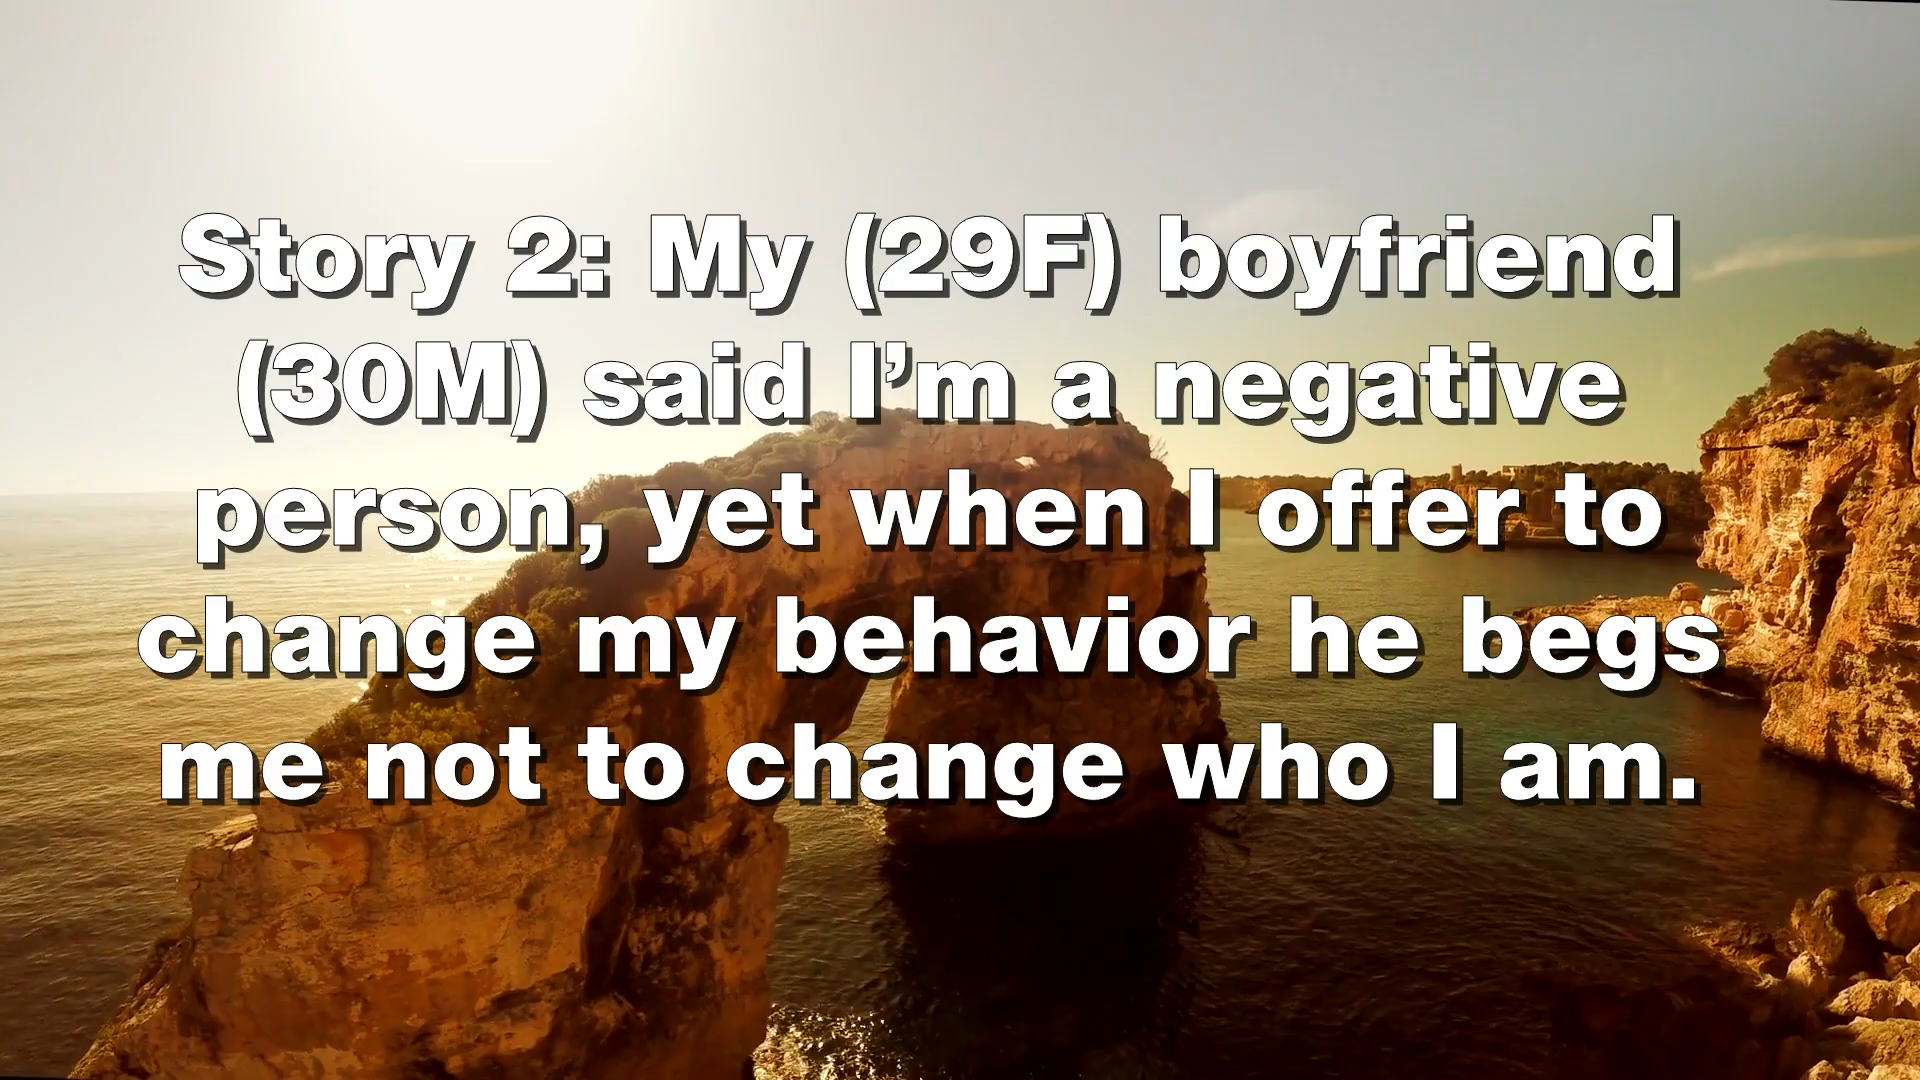 Story 2: My (29F) boyfriend
(30M) said I’m a negative
person, yet when I offer to
change my behavior he begs
me not to change who I am.